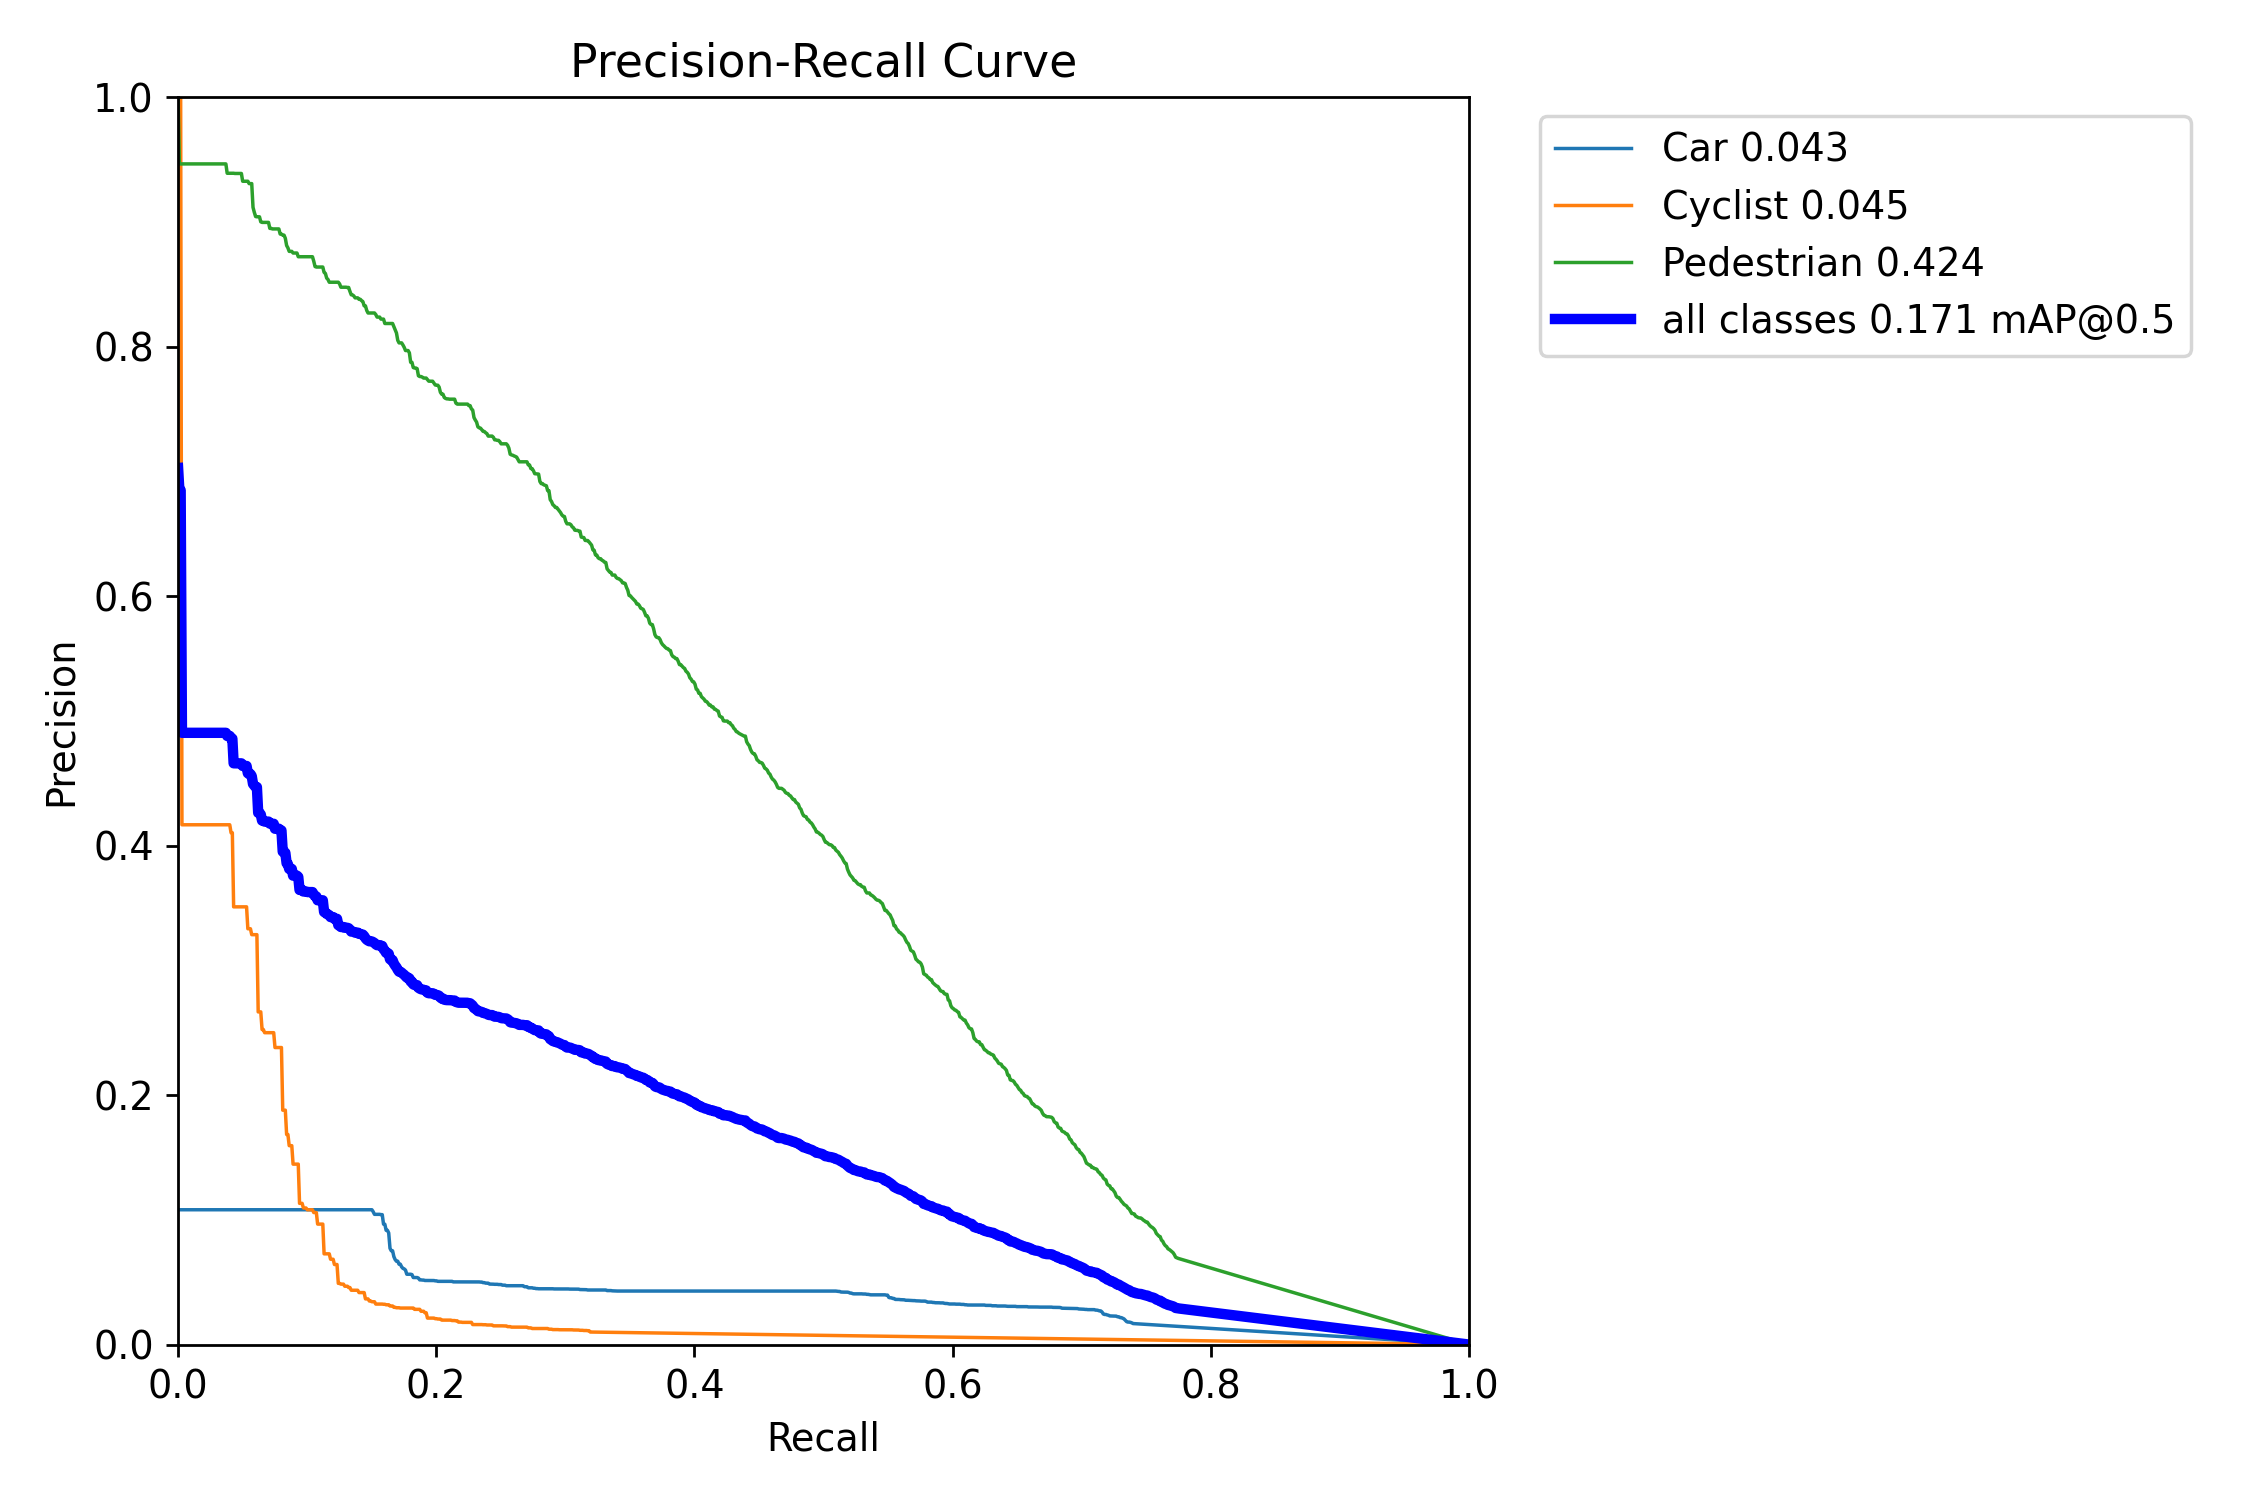 Precision-Recall Curve
1.0
0.8
0.6
0.4
0.2
0.0
Precision
0.0 0.2 0.4 0.6 0.8 1.0
Recall
Car 0.043
Cyclist 0.045
Pedestrian 0.424
all classes 0.171 mAP@0.5